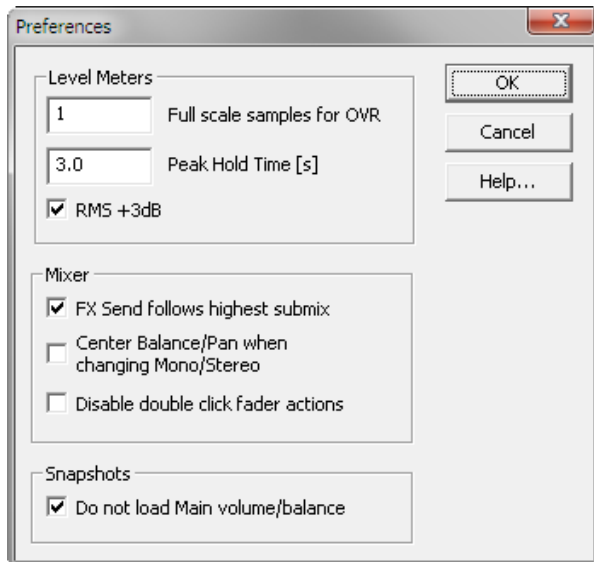 Preferences
Level Meters
1 Full scale samples for OVR
3.0 Peak Hold Time [s]
RMS +3dB
OK
Cancel
Help...
Mixer
FX Send follows highest submix
Center Balance/Pan when
changing Mono/Stereo
Disable double click fader actions
Snapshots
Do not load Main volume/balance